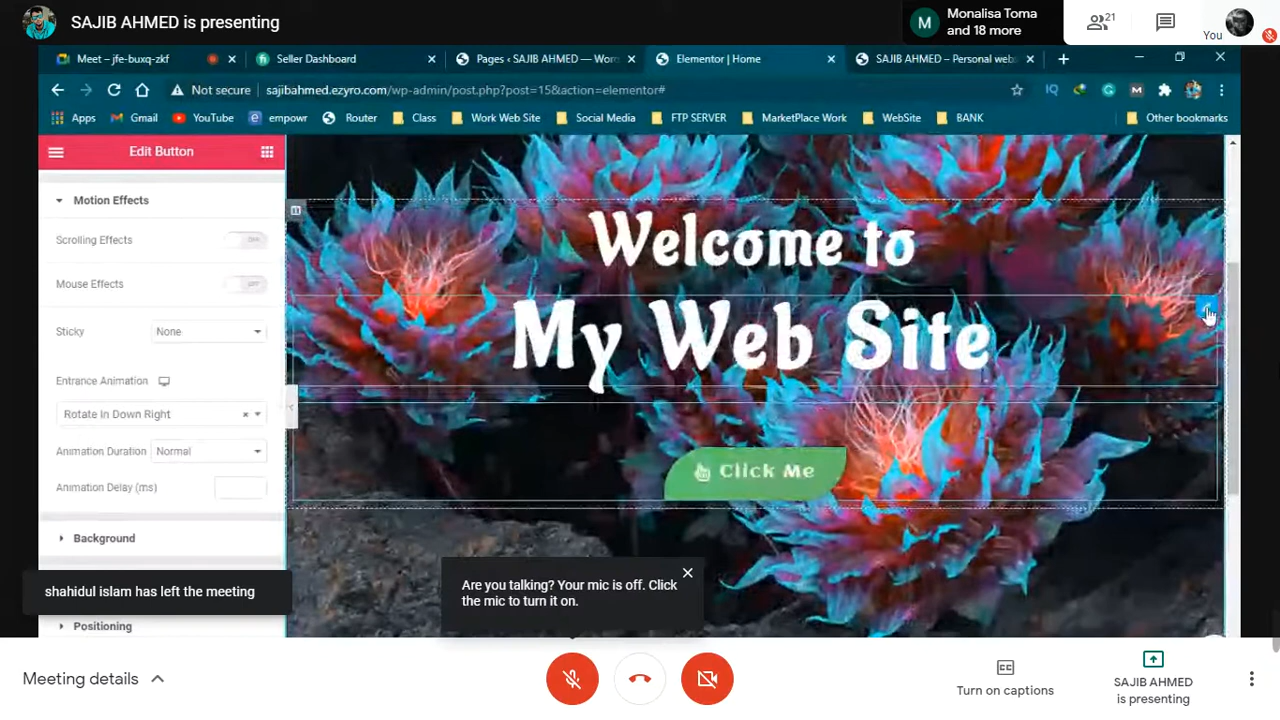 SAJIB AHMED is presenting
M
Monalisa Toma
and 18 more
21
You
Meet – jfe-buxq-zkf
Seller Dashboard
Pages ‹ SAJIB AHMED — Wor
Elementor | Home
SAJIB AHMED – Personal webs
Not secure
sajibahmed.ezyro.com/wp-admin/post.php?post=15&action=elementor#
IQ
G
M
Apps
Gmail
YouTube
empowr
Router
Class
Work Web Site
Social Media
FTP SERVER
MarketPlace Work
WebSite
BANK
Other bookmarks
Edit Button
Motion Effects
Scrolling Effects
OFF
Mouse Effects
OFF
Sticky
None
Entrance Animation
Rotate In Down Right
Animation Duration
Normal
Animation Delay (ms)
Background
Positioning
Welcome to
My Web Site
Click Me
shahidul islam has left the meeting
Are you talking? Your mic is off. Click
the mic to turn it on.
Meeting details
CC
Turn on captions
SAJIB AHMED
is presenting